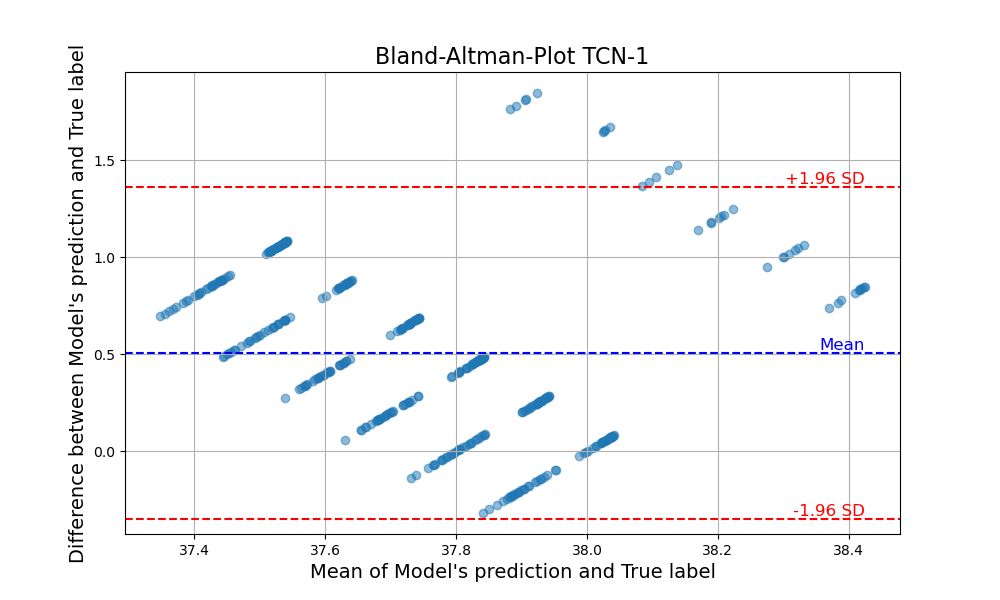 Bland-Altman-Plot TCN-1
Difference between Model's prediction and True label
1.5
1.0
0.5
0.0
+1.96 SD
Mean
-1.96 SD
37.4 37.6 37.8 38.0 38.2 38.4
Mean of Model's prediction and True label